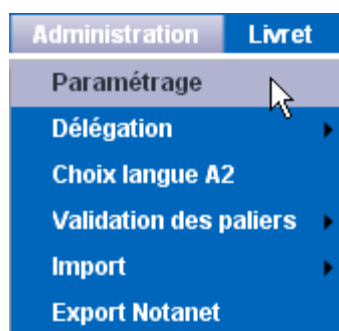 Administration Livret
Paramétrage
Délégation
Choix langue A2
Validation des paliers
Import
Export Notanet